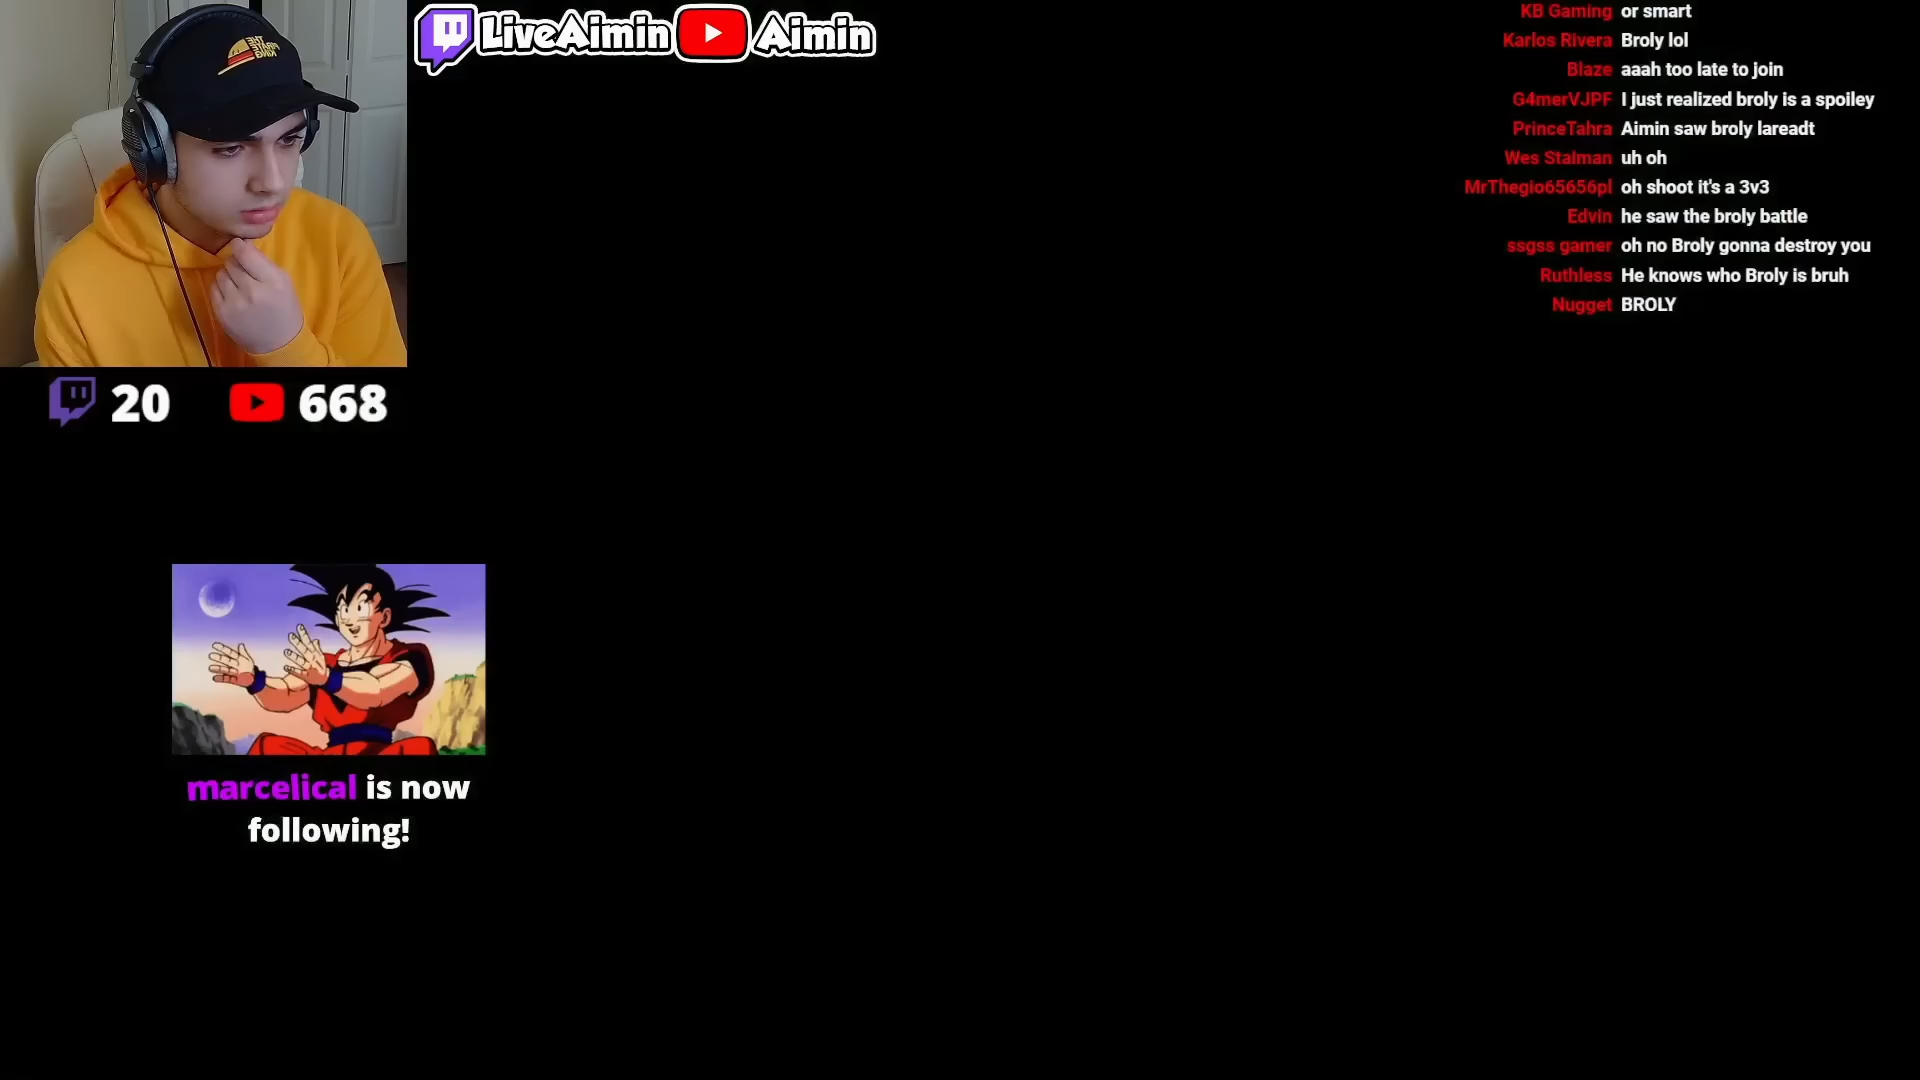 THE
PIRATE
KING
LiveAimin Aimin
20 668
marcelical is now
following!
KB Gaming or smart
Karlos Rivera Broly lol
Blaze aaah too late to join
G4merVJPF I just realized broly is a spoiley
PrinceTahra Aimin saw broly lareadt
Wes Stalman uh oh
MrThegio65656pl oh shoot it's a 3v3
Edvin he saw the broly battle
ssgss gamer oh no Broly gonna destroy you
Ruthless He knows who Broly is bruh
Nugget BROLY